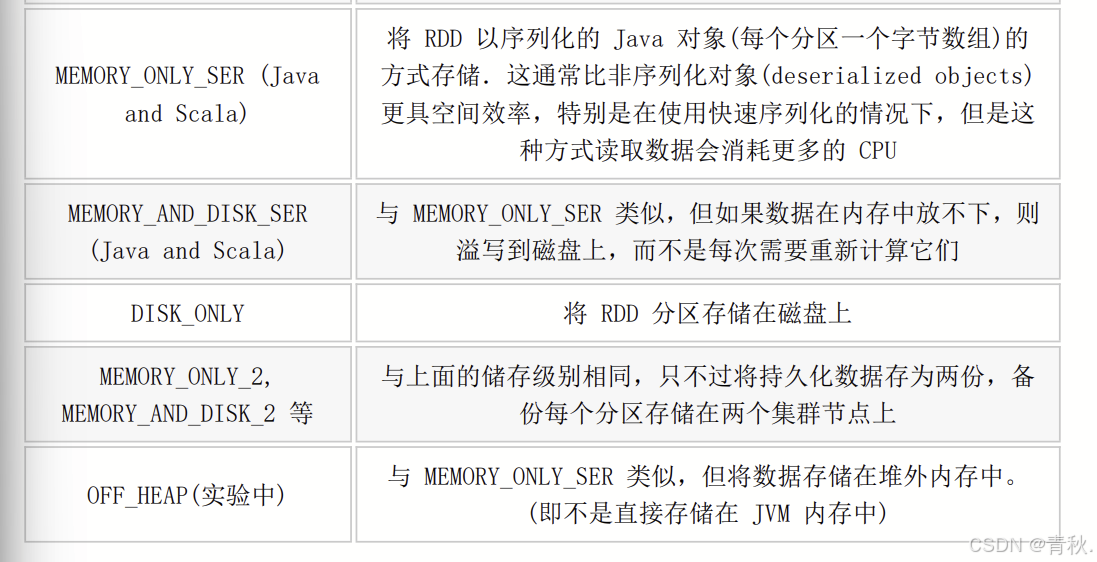 MEMORY_ONLY_SER (Java
and Scala)
将 RDD 以序列化的 Java 对象(每个分区一个字节数组)的
方式存储．这通常比非序列化对象(deserialized objects)
更具空间效率，特别是在使用快速序列化的情况下，但是这
种方式读取数据会消耗更多的 CPU
MEMORY_AND_DISK_SER
(Java and Scala)
与 MEMORY_ONLY_SER 类似，但如果数据在内存中放不下，则
溢写到磁盘上，而不是每次需要重新计算它们
DISK_ONLY
将 RDD 分区存储在磁盘上
MEMORY_ONLY_2,
MEMORY_AND_DISK_2 等
与上面的储存级别相同，只不过将持久化数据存为两份，备
份每个分区存储在两个集群节点上
OFF_HEAP(实验中)
与 MEMORY_ONLY_SER 类似，但将数据存储在堆外内存中。
(即不是直接存储在 JVM 内存中)
CSDN @青秋.